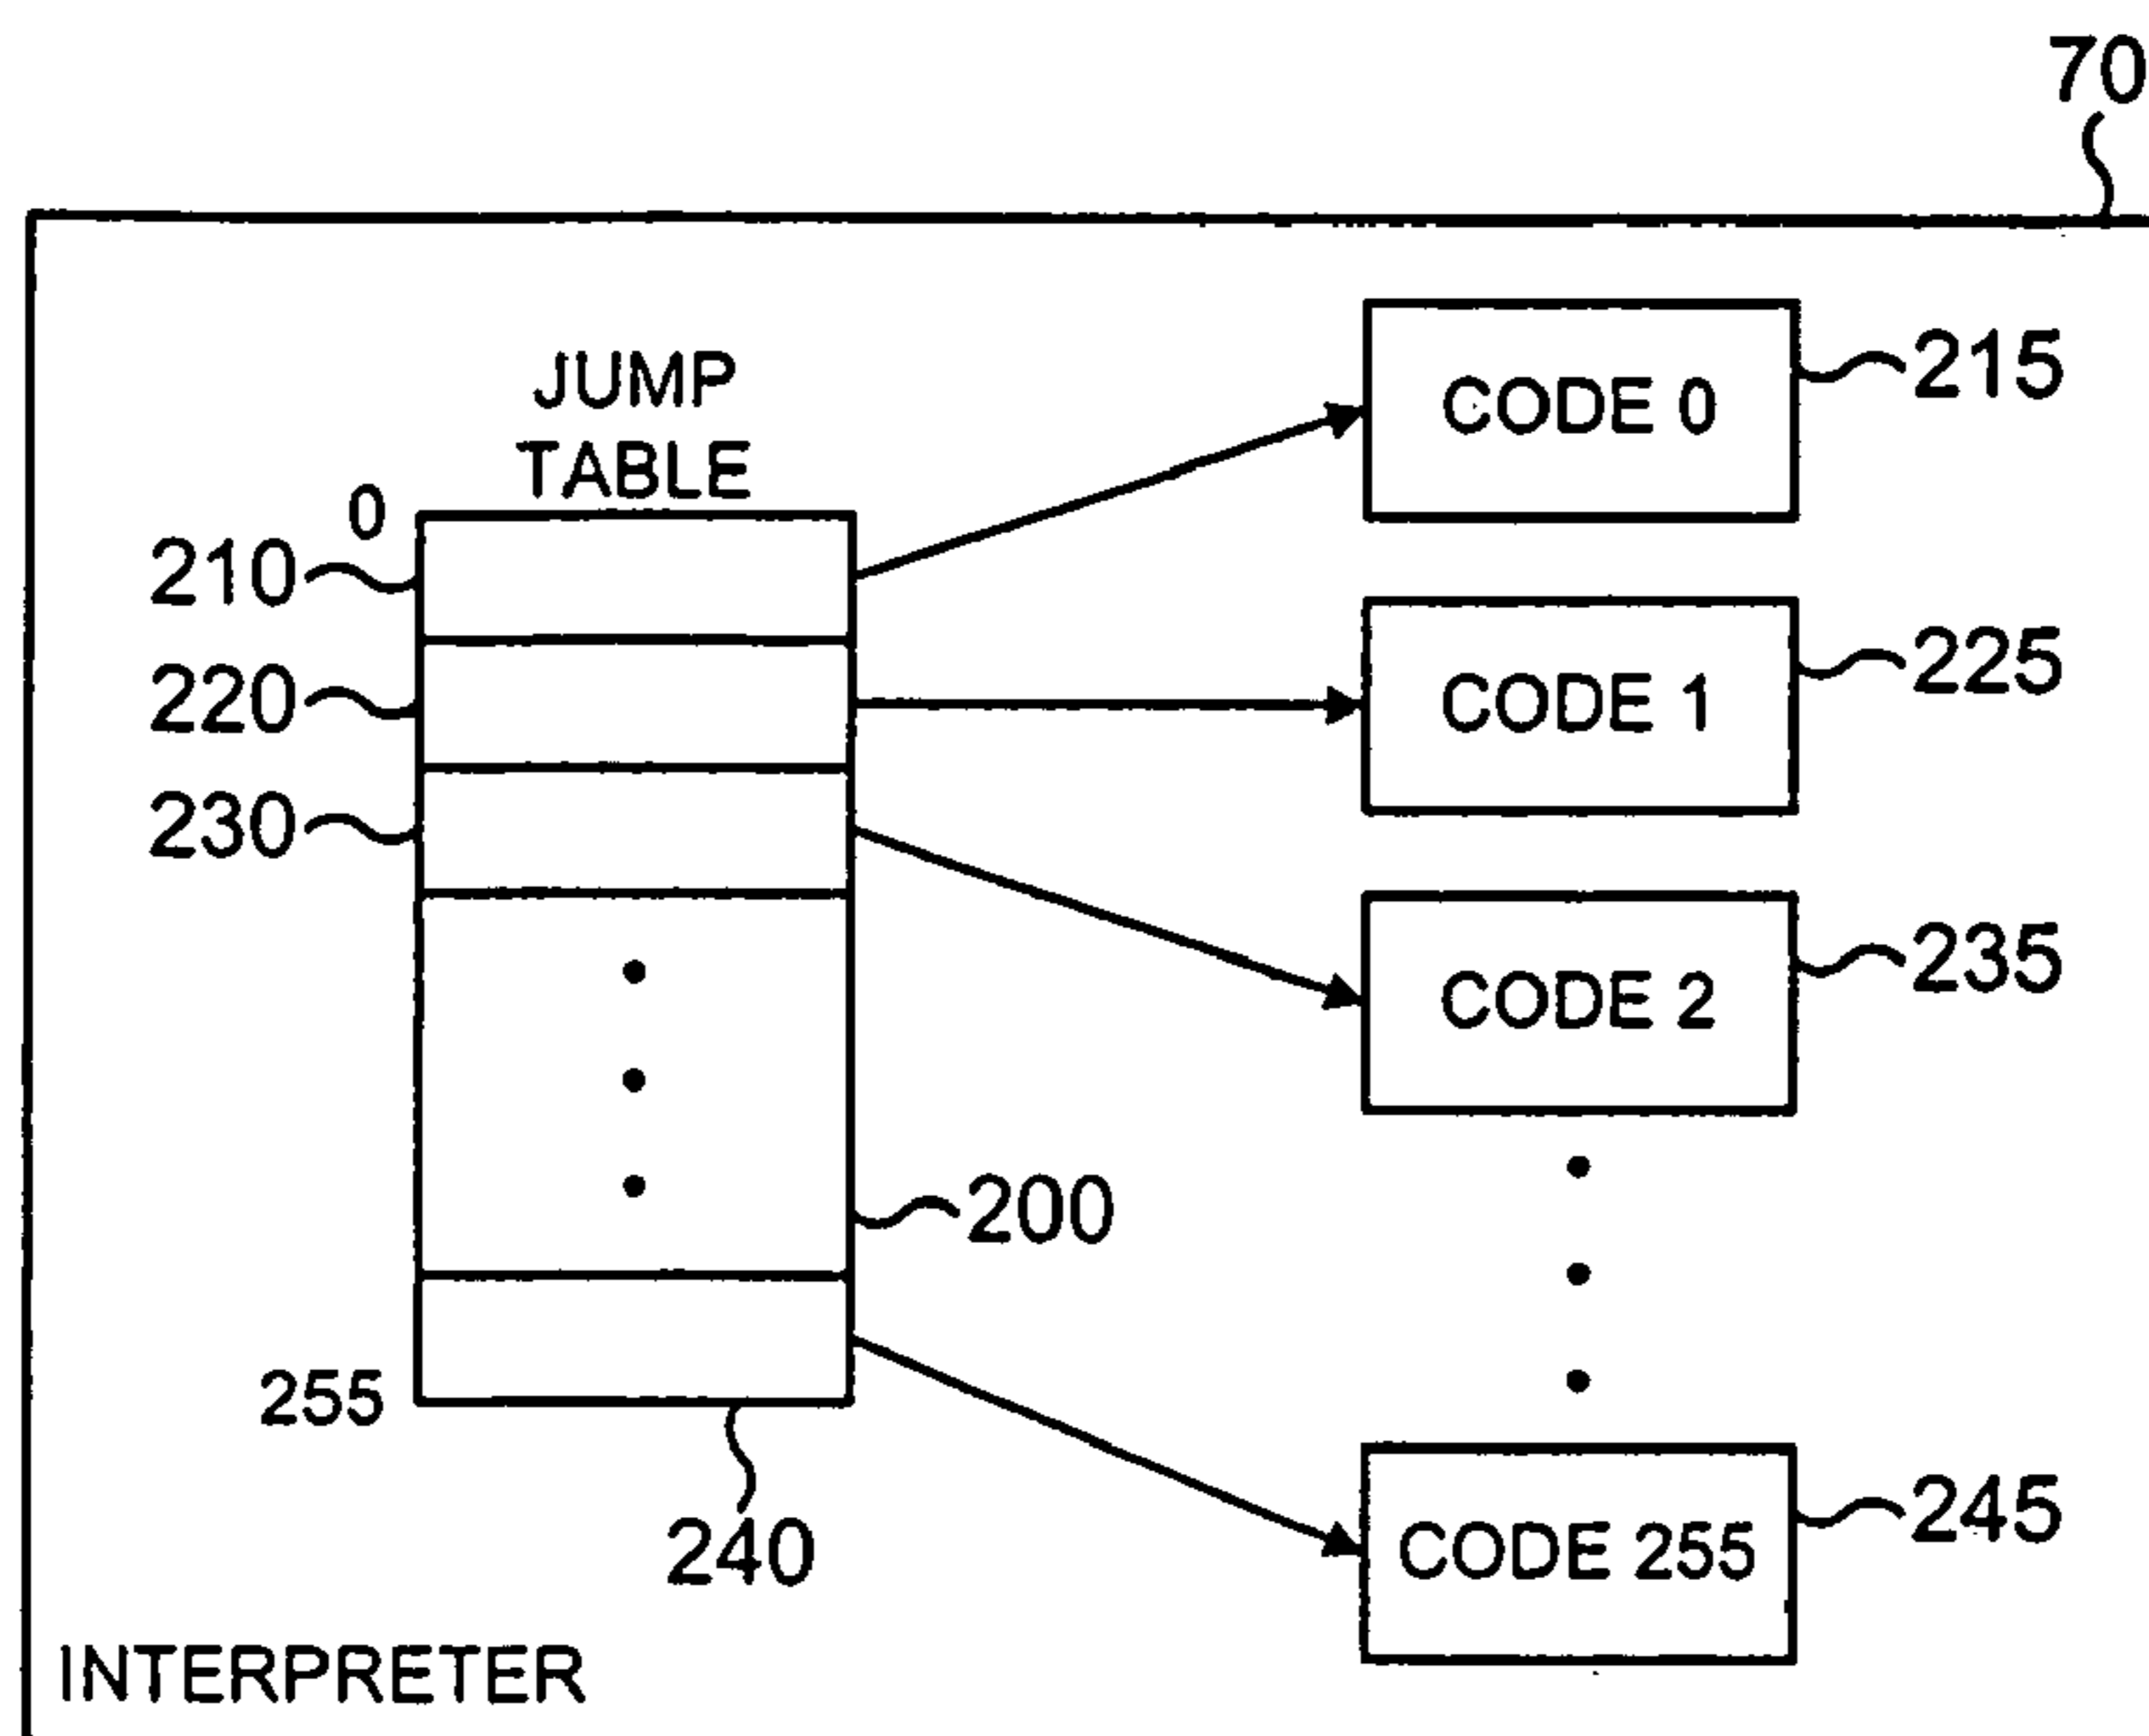 70
JUMP
TABLE
0
210
220
230
200
255
240
CODE 0
215
CODE 1
225
CODE 2
235
CODE 255
245
INTERPRETER